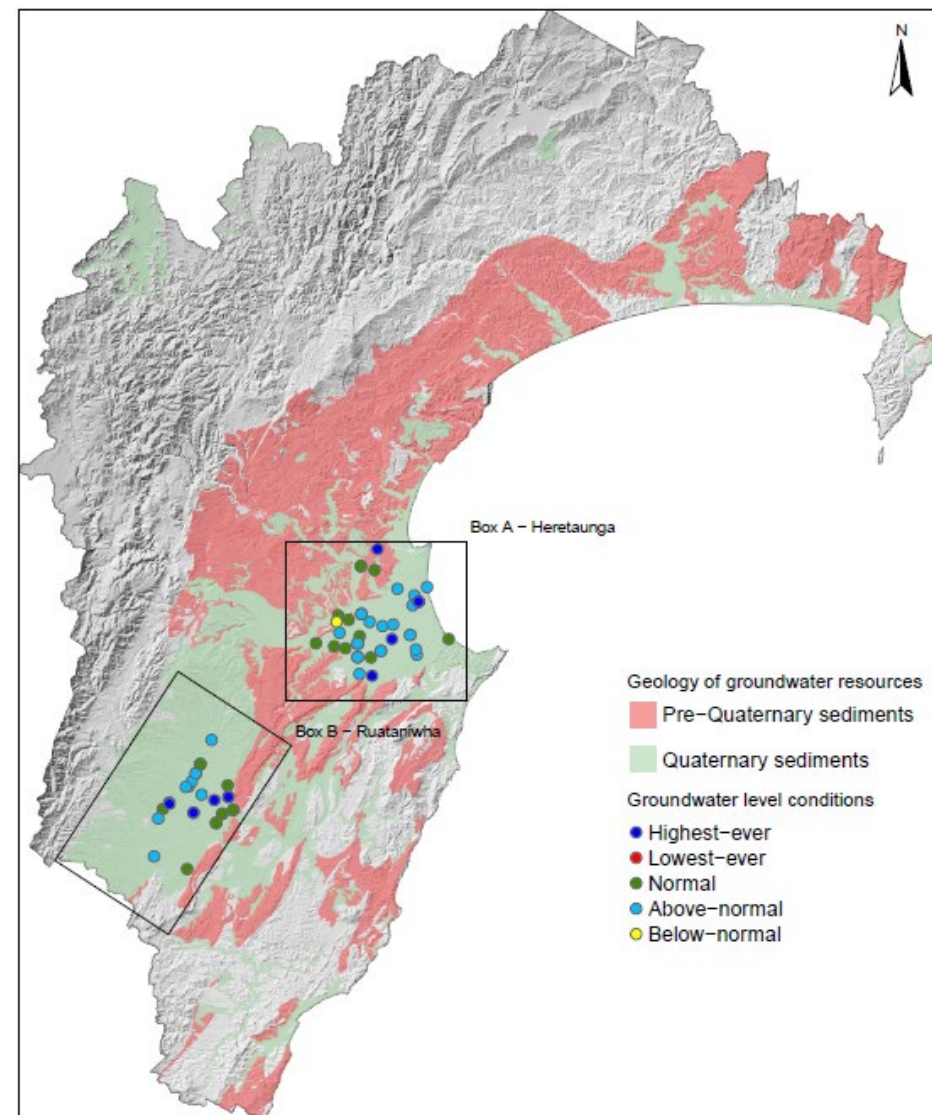 N
Box A − Heretaunga
Box B − Ruataniwha
Geology of groundwater resources
Pre−Quaternary sediments
Quaternary sediments
Groundwater level conditions
Highest−ever
Lowest−ever
Normal
Above−normal
Below−normal